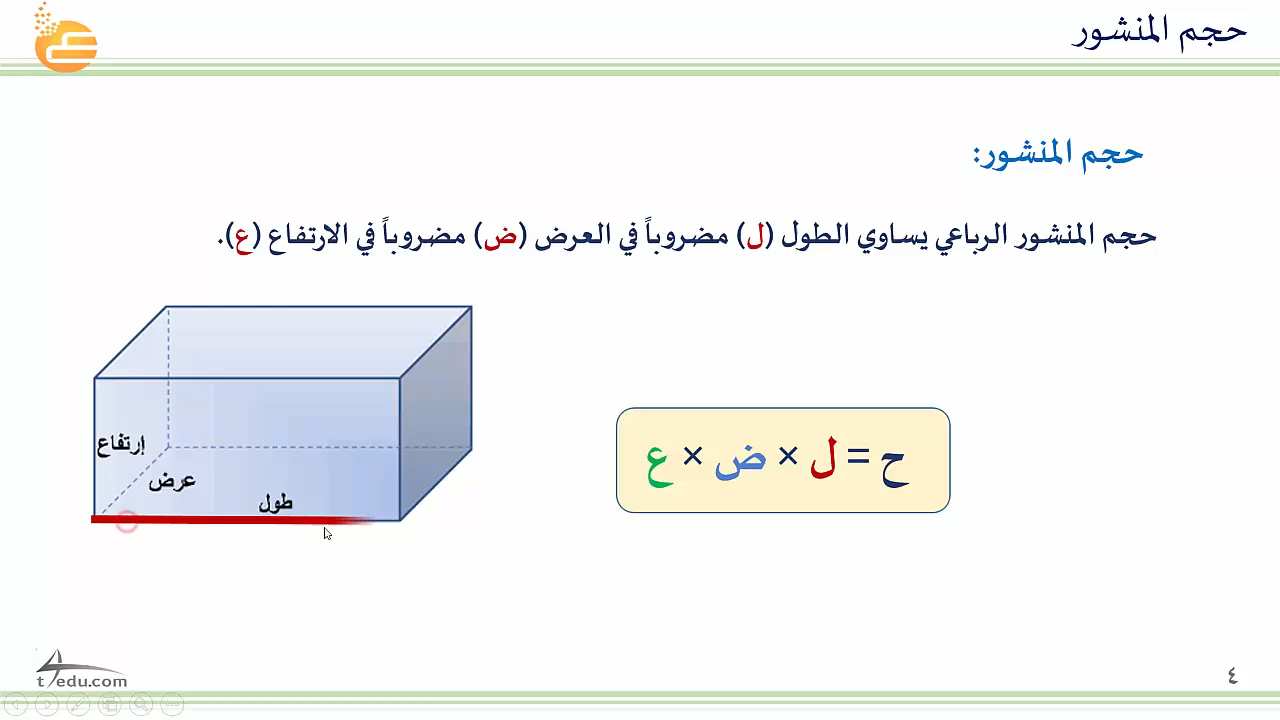 حجم المنشور
حجم المنشور:
حجم المنشور الرباعي يساوي الطول (ل) مضروباً في العرض (ض) مضروباً في الارتفاع (ع).
إرتفاع
عرض
طول
ح = ل × ض × ع
t4edu.com
٤